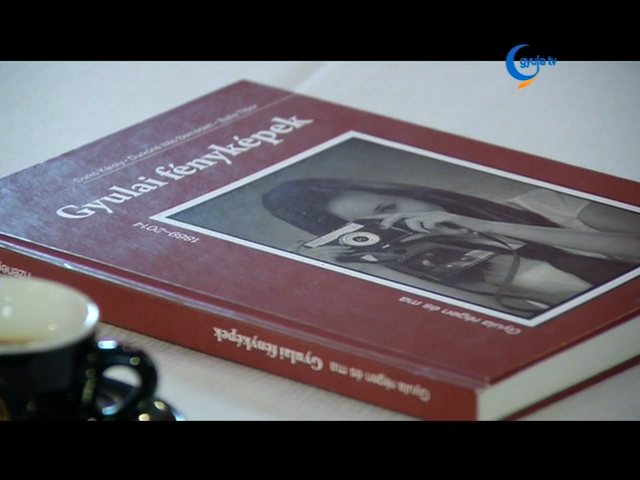 gyula tv
Gyulai fényképek
1869–2014
Gyula régen és ma
Gyula régen és ma Gyulai fényképek